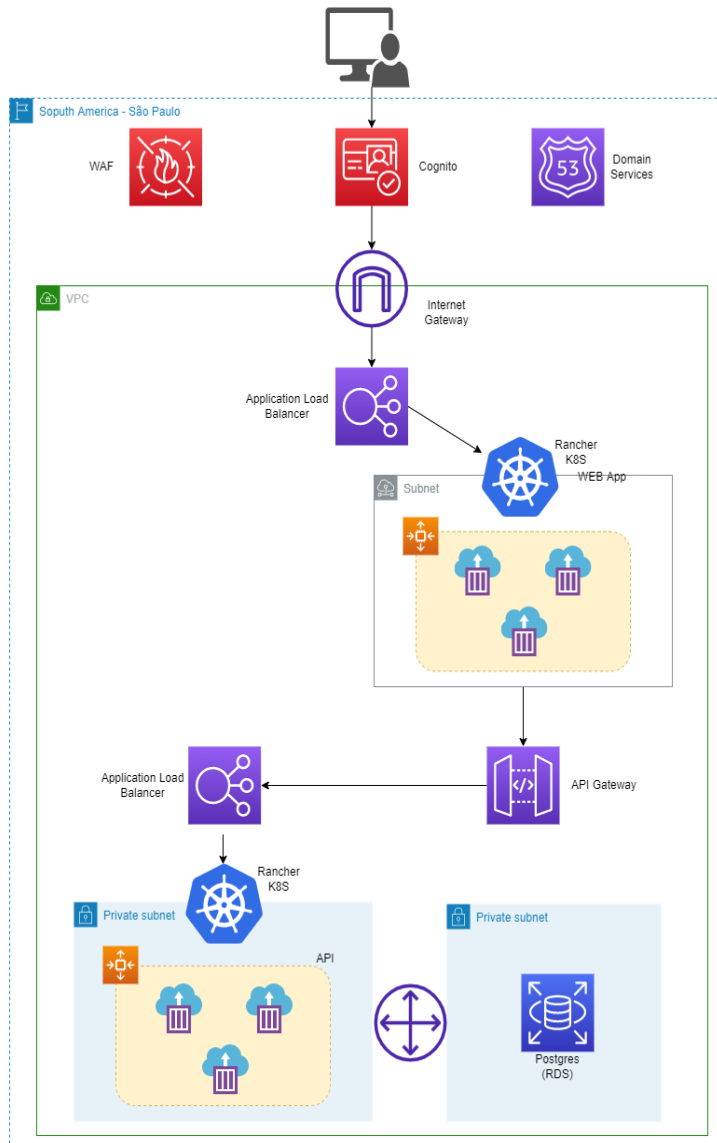 Soputh America - São Paulo
WAF
Cognito
53
Domain
Services
VPC
Internet
Gateway
Application Load
Balancer
Rancher
K8S
WEB App
Subnet
Application Load
Balancer
API Gateway
Rancher
K8S
Private subnet
API
Private subnet
Postgres
(RDS)